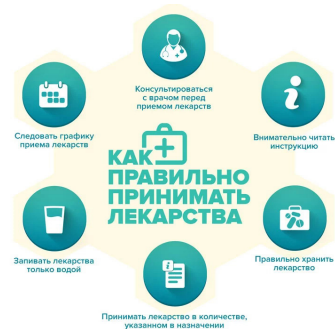 Консультироваться
с врачом перед
приемом лекарств
Следовать графику
приема лекарств
Внимательно читать
инструкцию
КАК
ПРАВИЛЬНО
ПРИНИМАТЬ
ЛЕКАРСТВА
Запивать лекарства
только водой
Правильно хранить
лекарство
Принимать лекарство в количестве,
указанном в назначении